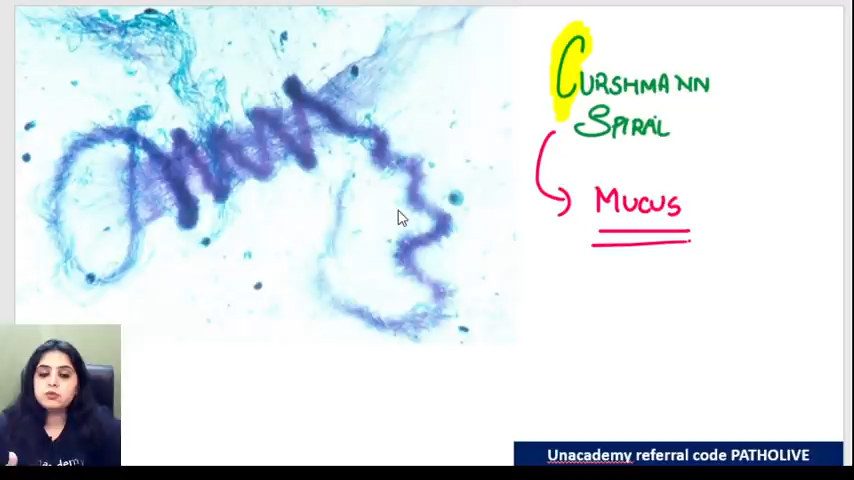 CURSHMANN
SPIRAL
MUCUS
Unacademy referral code PATHOLIVE